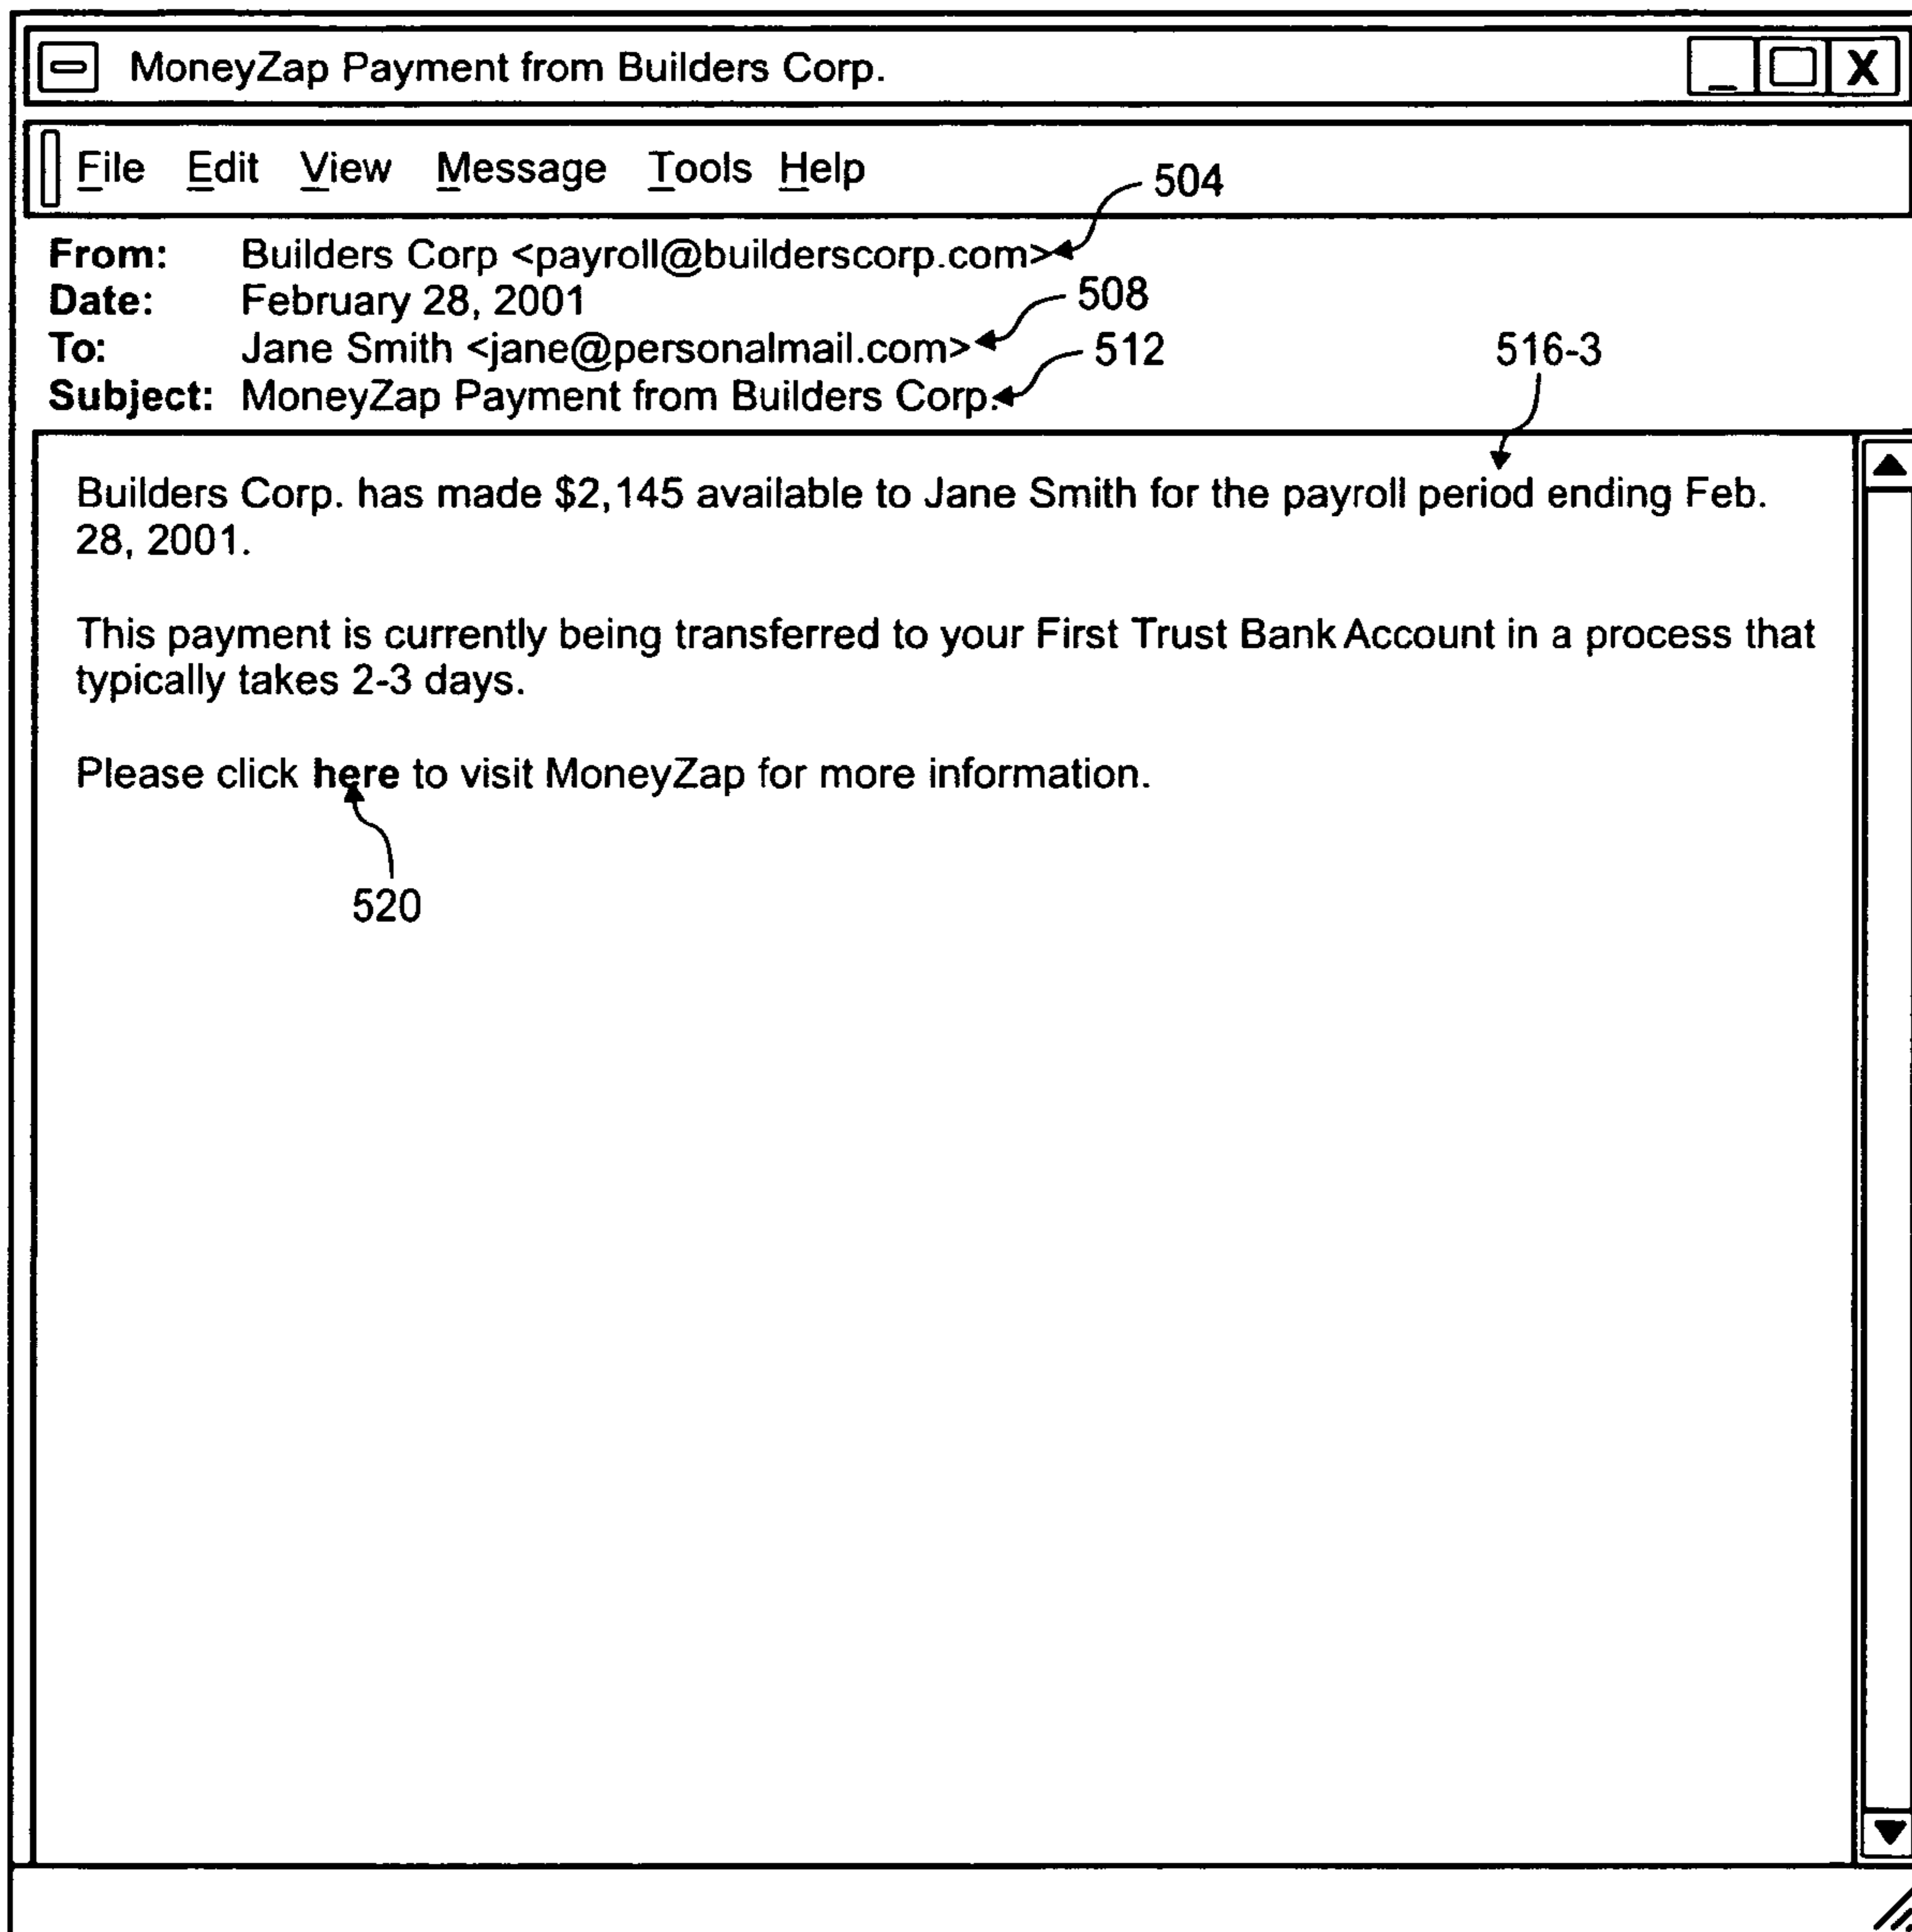 MoneyZap Payment from Builders Corp.
X
File Edit View Message Tools Help
504
From: Builders Corp <payroll@builderscorp.com>
Date: February 28, 2001
508
To: Jane Smith <jane@personalmail.com>
512
516-3
Subject: MoneyZap Payment from Builders Corp.
Builders Corp. has made $2,145 available to Jane Smith for the payroll period ending Feb.
28, 2001.
This payment is currently being transferred to your First Trust Bank Account in a process that
typically takes 2-3 days.
Please click here to visit MoneyZap for more information.
520